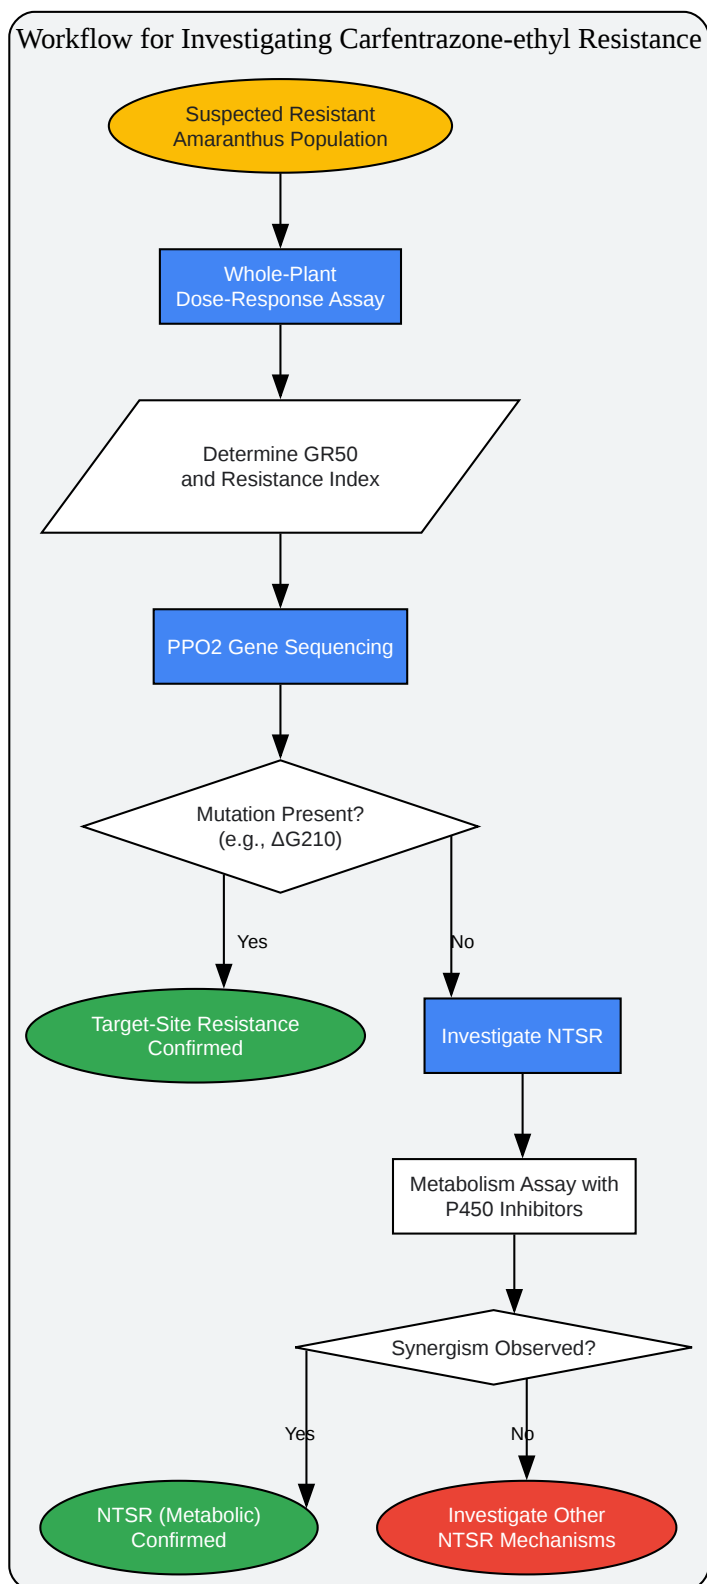 Workflow for Investigating Carfentrazone-ethyl Resistance
Suspected Resistant
Amaranthus Population
Whole-Plant
Dose-Response Assay
Determine GR50
and Resistance Index
PPO2 Gene Sequencing
Mutation Present?
(e.g., ΔG210)
Yes
No
Target-Site Resistance
Confirmed
Investigate NTSR
Metabolism Assay with
P450 Inhibitors
Synergism Observed?
Yes
No
NTSR (Metabolic)
Confirmed
Investigate Other
NTSR Mechanisms